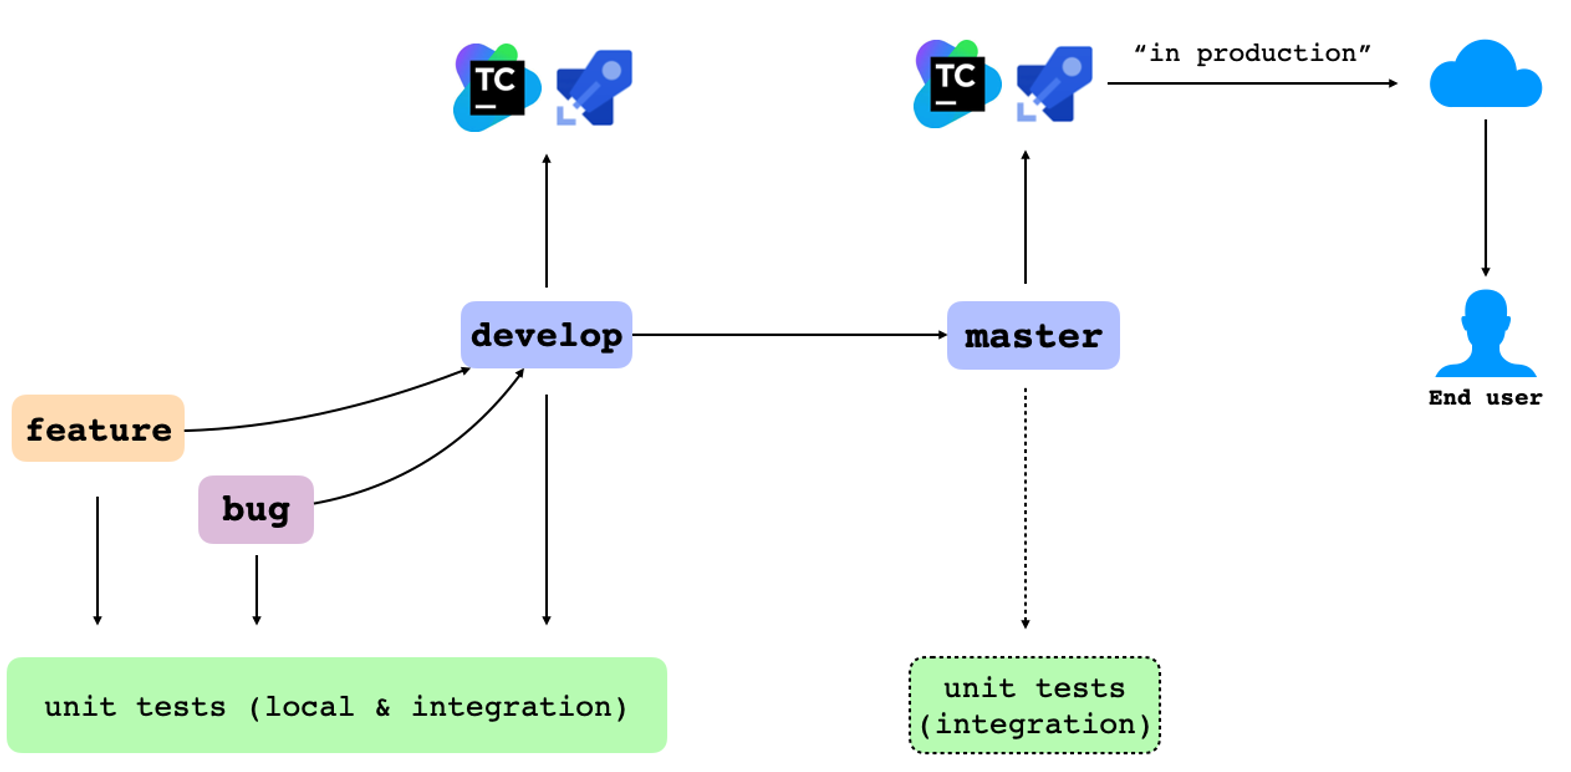 TC
TC
“in production”
develop
master
End user
feature
bug
unit tests (local & integration)
unit tests
(integration)